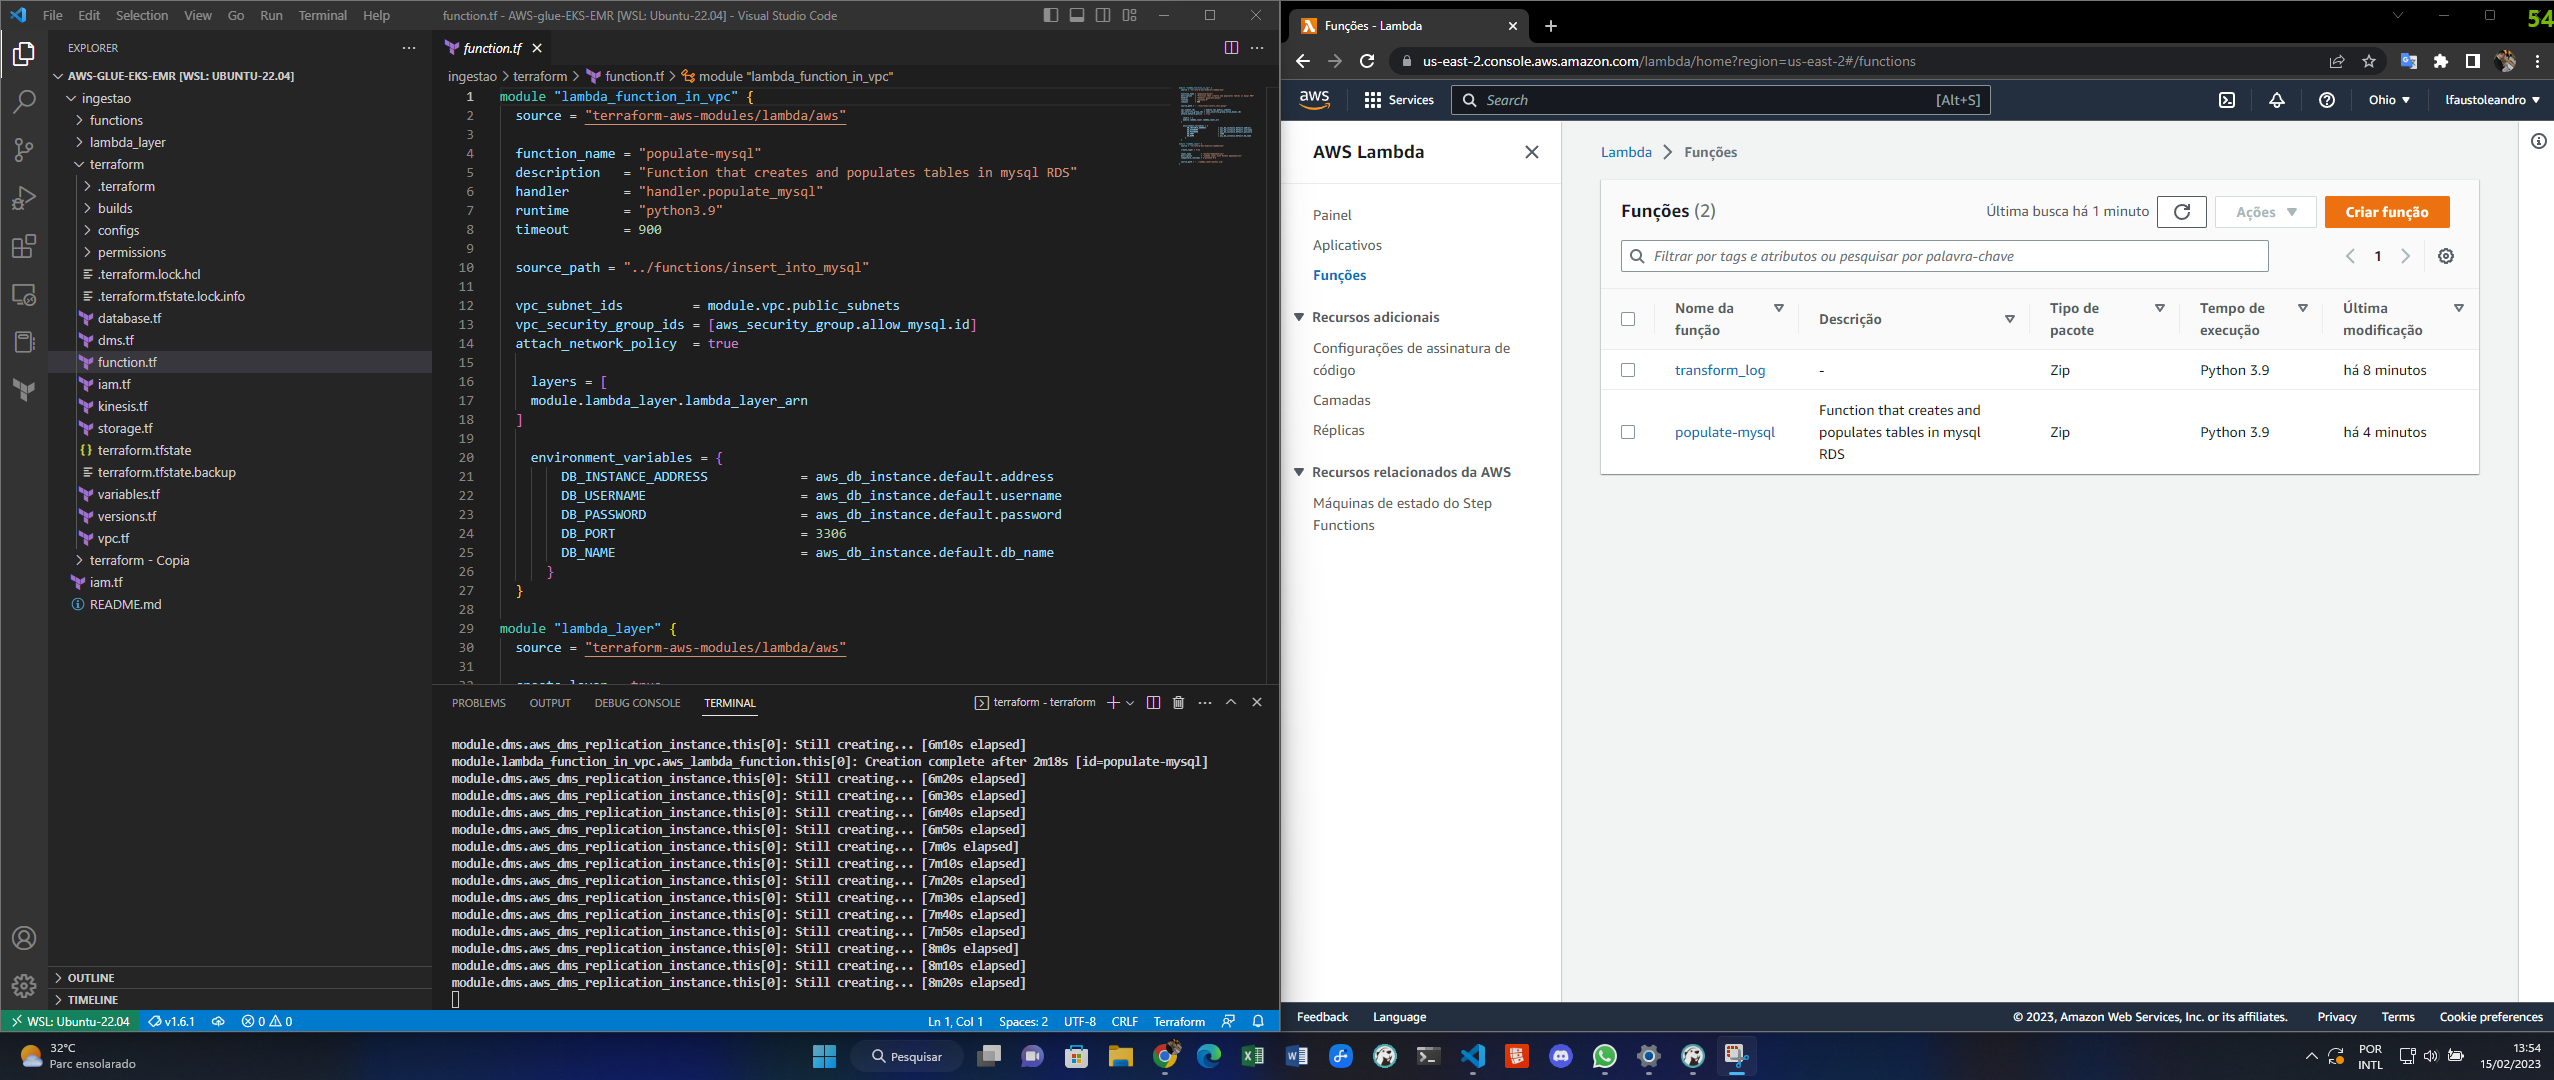 File Edit Selection View Go Run Terminal Help
function.tf - AWS-glue-EKS-EMR [WSL: Ubuntu-22.04] - Visual Studio Code
EXPLORER
AWS-GLUE-EKS-EMR [WSL: UBUNTU-22.04]
ingestao
functions
lambda_layer
terraform
.terraform
builds
configs
permissions
.terraform.lock.hcl
.terraform.tfstate.lock.info
database.tf
dms.tf
function.tf
iam.tf
kinesis.tf
storage.tf
terraform.tfstate
terraform.tfstate.backup
variables.tf
versions.tf
vpc.tf
terraform - Copia
iam.tf
README.md
OUTLINE
TIMELINE
function.tf
ingestao > terraform > function.tf > module "lambda_function_in_vpc"
1 module "lambda_function_in_vpc" {
2 source = "terraform-aws-modules/lambda/aws"
3
4 function_name = "populate-mysql"
5 description = "Function that creates and populates tables in mysql RDS"
6 handler = "handler.populate_mysql"
7 runtime = "python3.9"
8 timeout = 900
9
10 source_path = "../functions/insert_into_mysql"
11
12 vpc_subnet_ids = module.vpc.public_subnets
13 vpc_security_group_ids = [aws_security_group.allow_mysql.id]
14 attach_network_policy = true
15
16 layers = [
17 module.lambda_layer.lambda_layer_arn
18 ]
19
20 environment_variables = {
21 DB_INSTANCE_ADDRESS = aws_db_instance.default.address
22 DB_USERNAME = aws_db_instance.default.username
23 DB_PASSWORD = aws_db_instance.default.password
24 DB_PORT = 3306
25 DB_NAME = aws_db_instance.default.db_name
26 }
27 }
28
29 module "lambda_layer" {
30 source = "terraform-aws-modules/lambda/aws"
31
PROBLEMS OUTPUT DEBUG CONSOLE TERMINAL
terraform - terraform
module.dms.aws_dms_replication_instance.this[0]: Still creating... [6m10s elapsed]
module.lambda_function_in_vpc.aws_lambda_function.this[0]: Creation complete after 2m18s [id=populate-mysql]
module.dms.aws_dms_replication_instance.this[0]: Still creating... [6m20s elapsed]
module.dms.aws_dms_replication_instance.this[0]: Still creating... [6m30s elapsed]
module.dms.aws_dms_replication_instance.this[0]: Still creating... [6m40s elapsed]
module.dms.aws_dms_replication_instance.this[0]: Still creating... [6m50s elapsed]
module.dms.aws_dms_replication_instance.this[0]: Still creating... [7m0s elapsed]
module.dms.aws_dms_replication_instance.this[0]: Still creating... [7m10s elapsed]
module.dms.aws_dms_replication_instance.this[0]: Still creating... [7m20s elapsed]
module.dms.aws_dms_replication_instance.this[0]: Still creating... [7m30s elapsed]
module.dms.aws_dms_replication_instance.this[0]: Still creating... [7m40s elapsed]
module.dms.aws_dms_replication_instance.this[0]: Still creating... [7m50s elapsed]
module.dms.aws_dms_replication_instance.this[0]: Still creating... [8m0s elapsed]
module.dms.aws_dms_replication_instance.this[0]: Still creating... [8m10s elapsed]
module.dms.aws_dms_replication_instance.this[0]: Still creating... [8m20s elapsed]
WSL: Ubuntu-22.04 v1.6.1 0 0
Ln 1, Col 1 Spaces: 2 UTF-8 CRLF Terraform
Funções - Lambda
54
us-east-2.console.aws.amazon.com/lambda/home?region=us-east-2#/functions
aws Services Search [Alt+S] Ohio lfaustoleandro
AWS Lambda
Painel
Aplicativos
Funções
Recursos adicionais
Configurações de assinatura de
código
Camadas
Réplicas
Recursos relacionados da AWS
Máquinas de estado do Step
Functions
Lambda > Funções
Funções (2)
Última busca há 1 minuto
Ações
Criar função
Filtrar por tags e atributos ou pesquisar por palavra-chave
1
Nome da
função
Descrição
Tipo de
pacote
Tempo de
execução
Última
modificação
transform_log - Zip Python 3.9 há 8 minutos
populate-mysql
Function that creates and
populates tables in mysql
RDS
Zip Python 3.9 há 4 minutos
Feedback Language
© 2023, Amazon Web Services, Inc. or its affiliates. Privacy Terms Cookie preferences
32°C
Parc ensolarado
Pesquisar
POR
INTL
13:54
15/02/2023